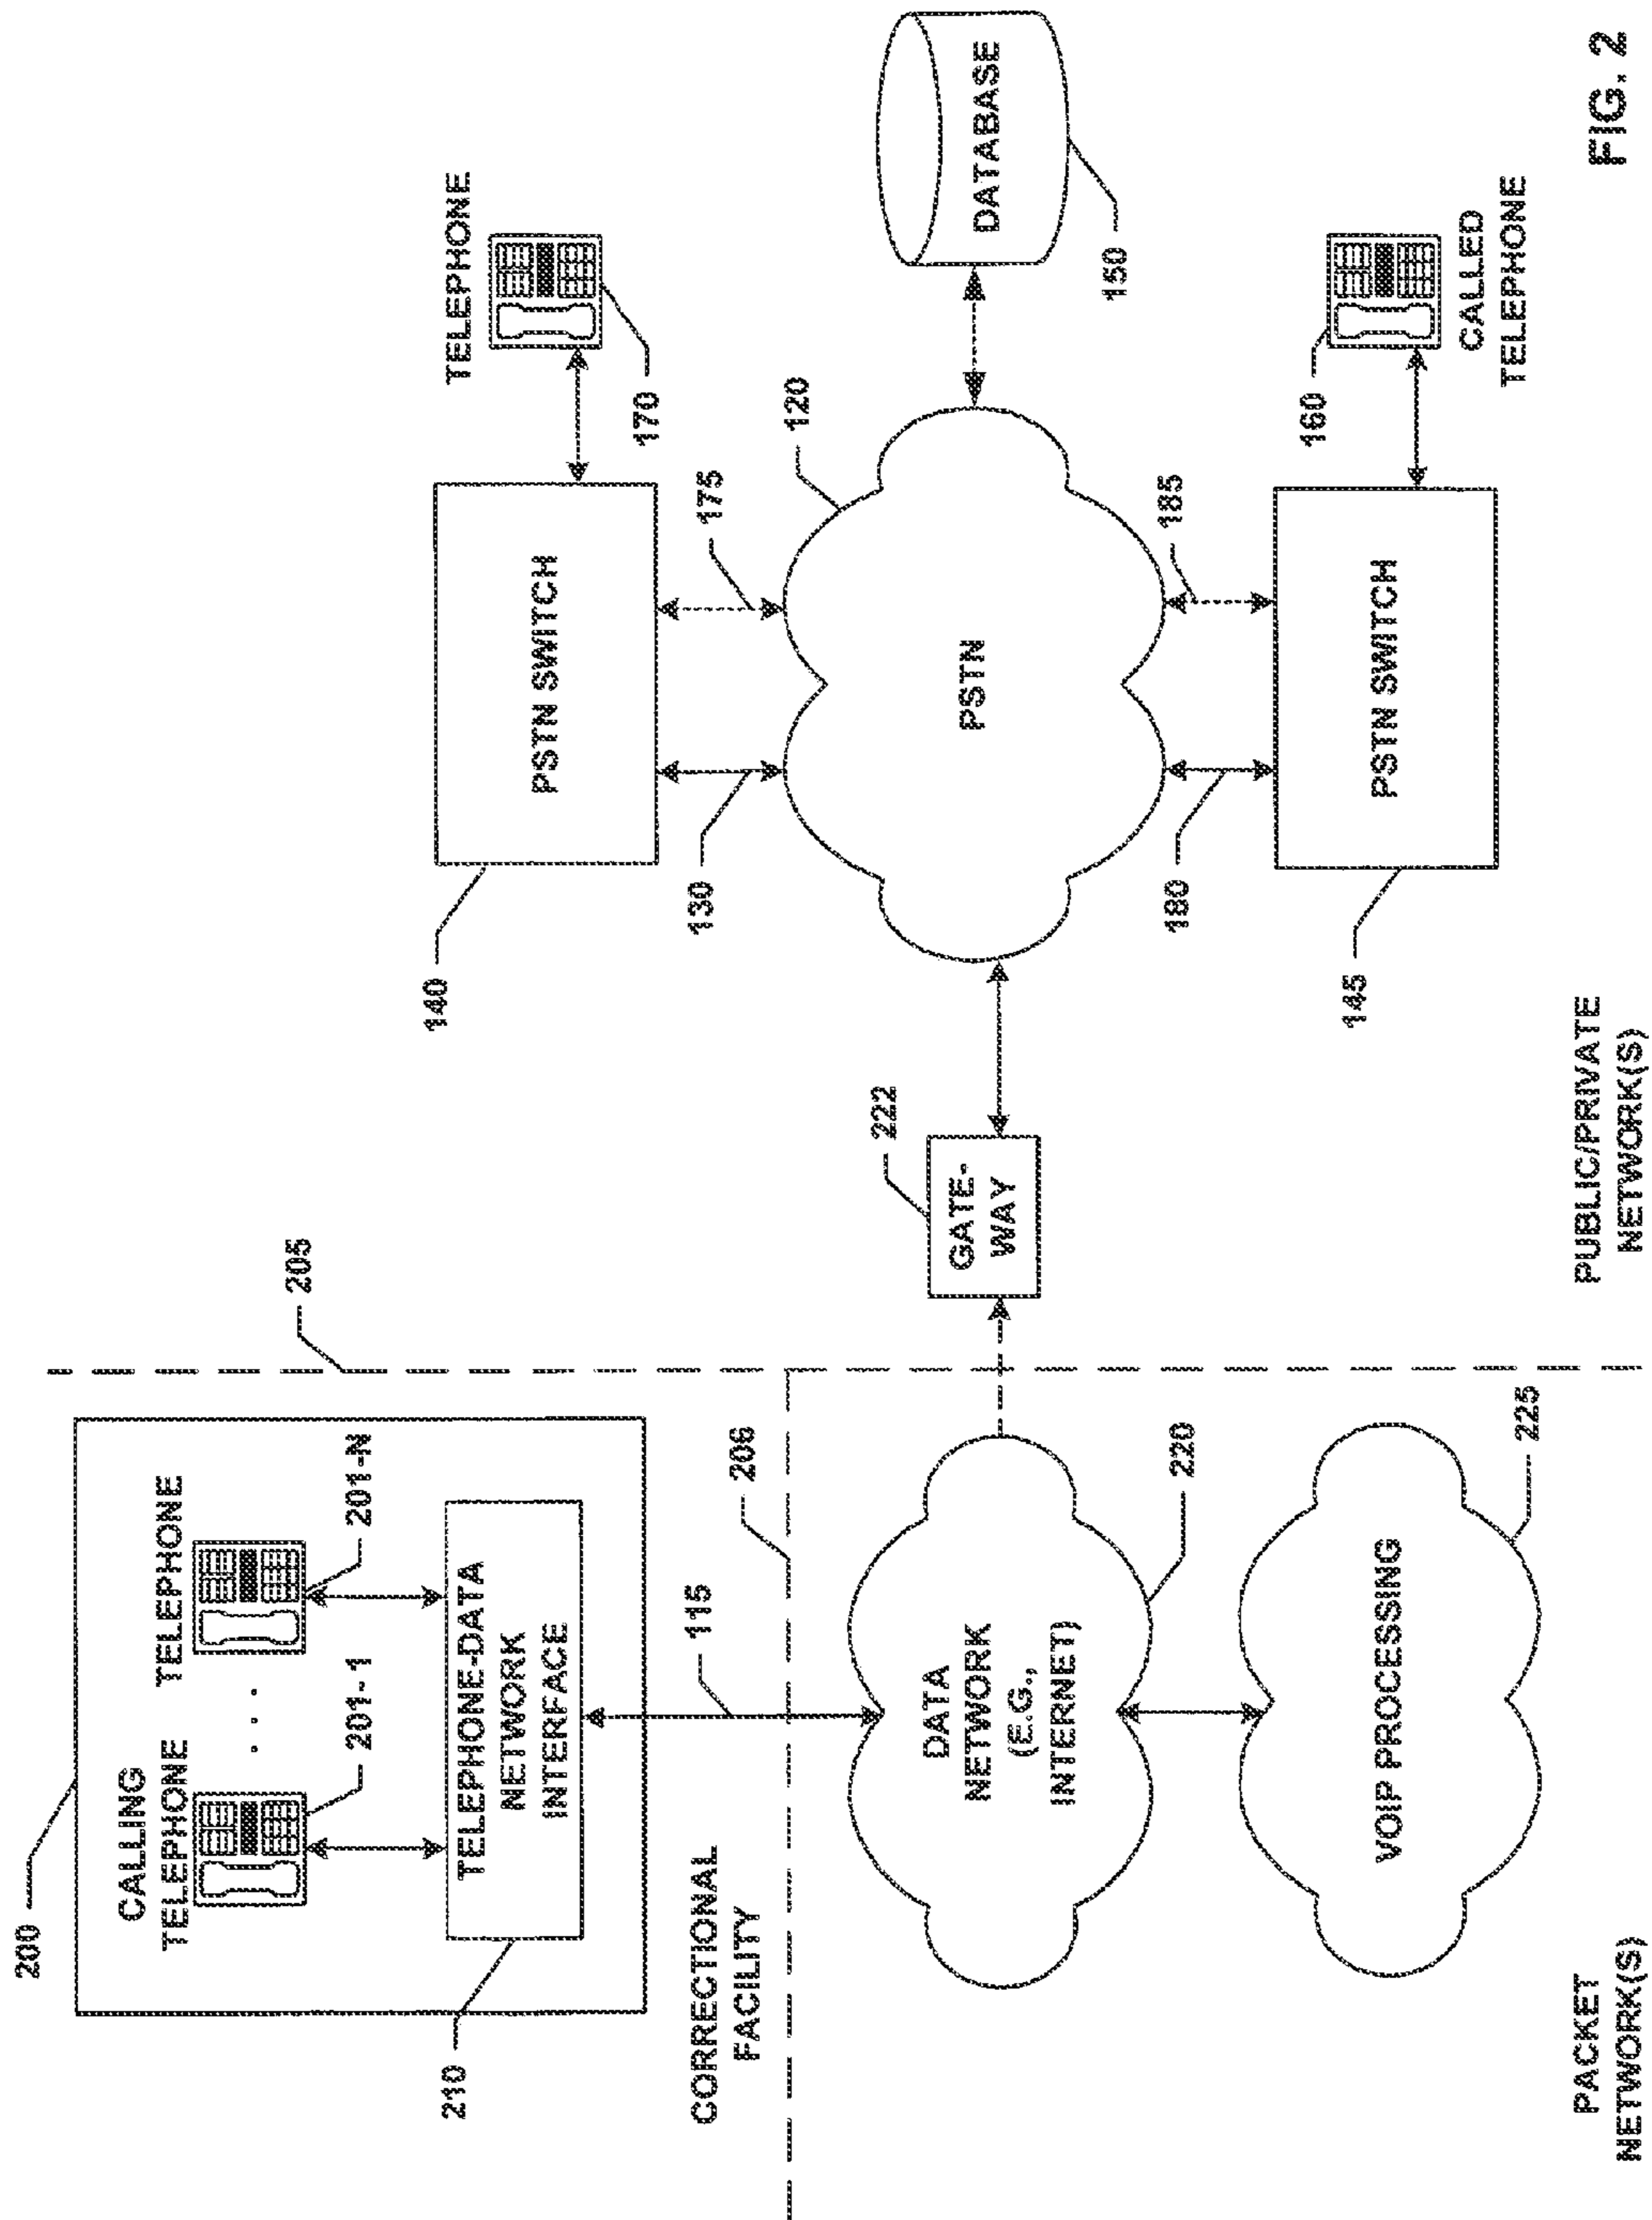 200
CALLING
TELEPHONE
TELEPHONE
201-1
. . .
201-N
TELEPHONE-DATA
NETWORK
INTERFACE
210
CORRECTIONAL
FACILITY
115
206
205
DATA
NETWORK
(E.G.,
INTERNET)
220
VOIP PROCESSING
225
PACKET
NETWORK(S)
GATE-
WAY
222
TELEPHONE
170
PSTN SWITCH
140
130
175
PSTN
120
DATABASE
150
180
185
PSTN SWITCH
145
160
CALLED
TELEPHONE
PUBLIC/PRIVATE
NETWORK(S)
FIG. 2